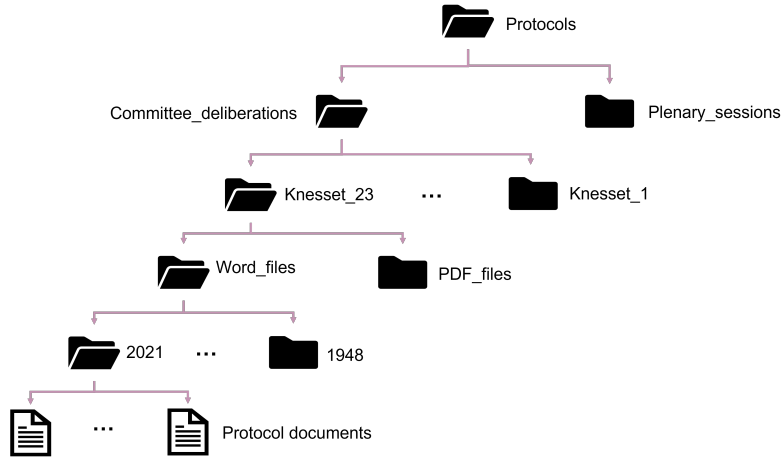 Protocols
Committee_deliberations
Plenary_sessions
Knesset_23
...
Knesset_1
Word_files
PDF_files
2021
...
1948
...
Protocol documents